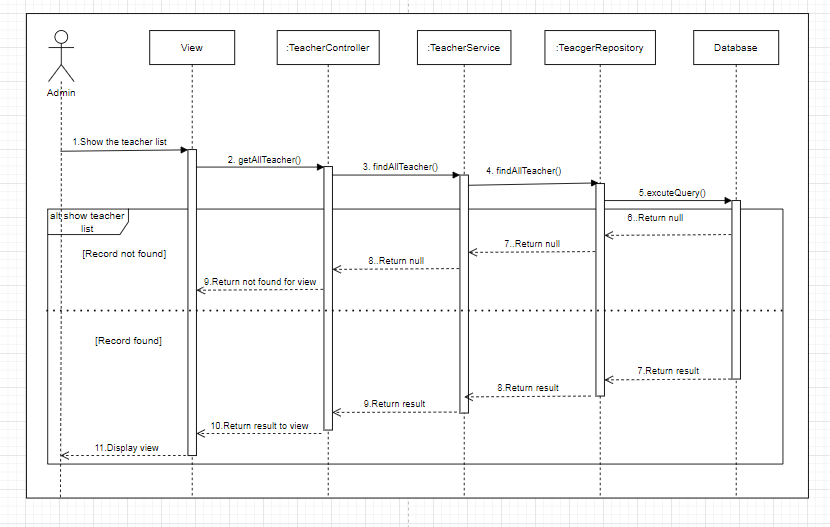 View
:TeacherController
:TeacherService
:TeacgerRepository
Database
Admin
1.Show the teacher list
2. getAllTeacher()
3. findAllTeacher()
4. findAllTeacher()
5.excuteQuery()
alt show teacher
list
6..Return null
7..Return null
[Record not found]
8..Return null
9.Return not found for view
[Record found]
7.Return result
8.Return result
9.Return result
10.Return result to view
11.Display view